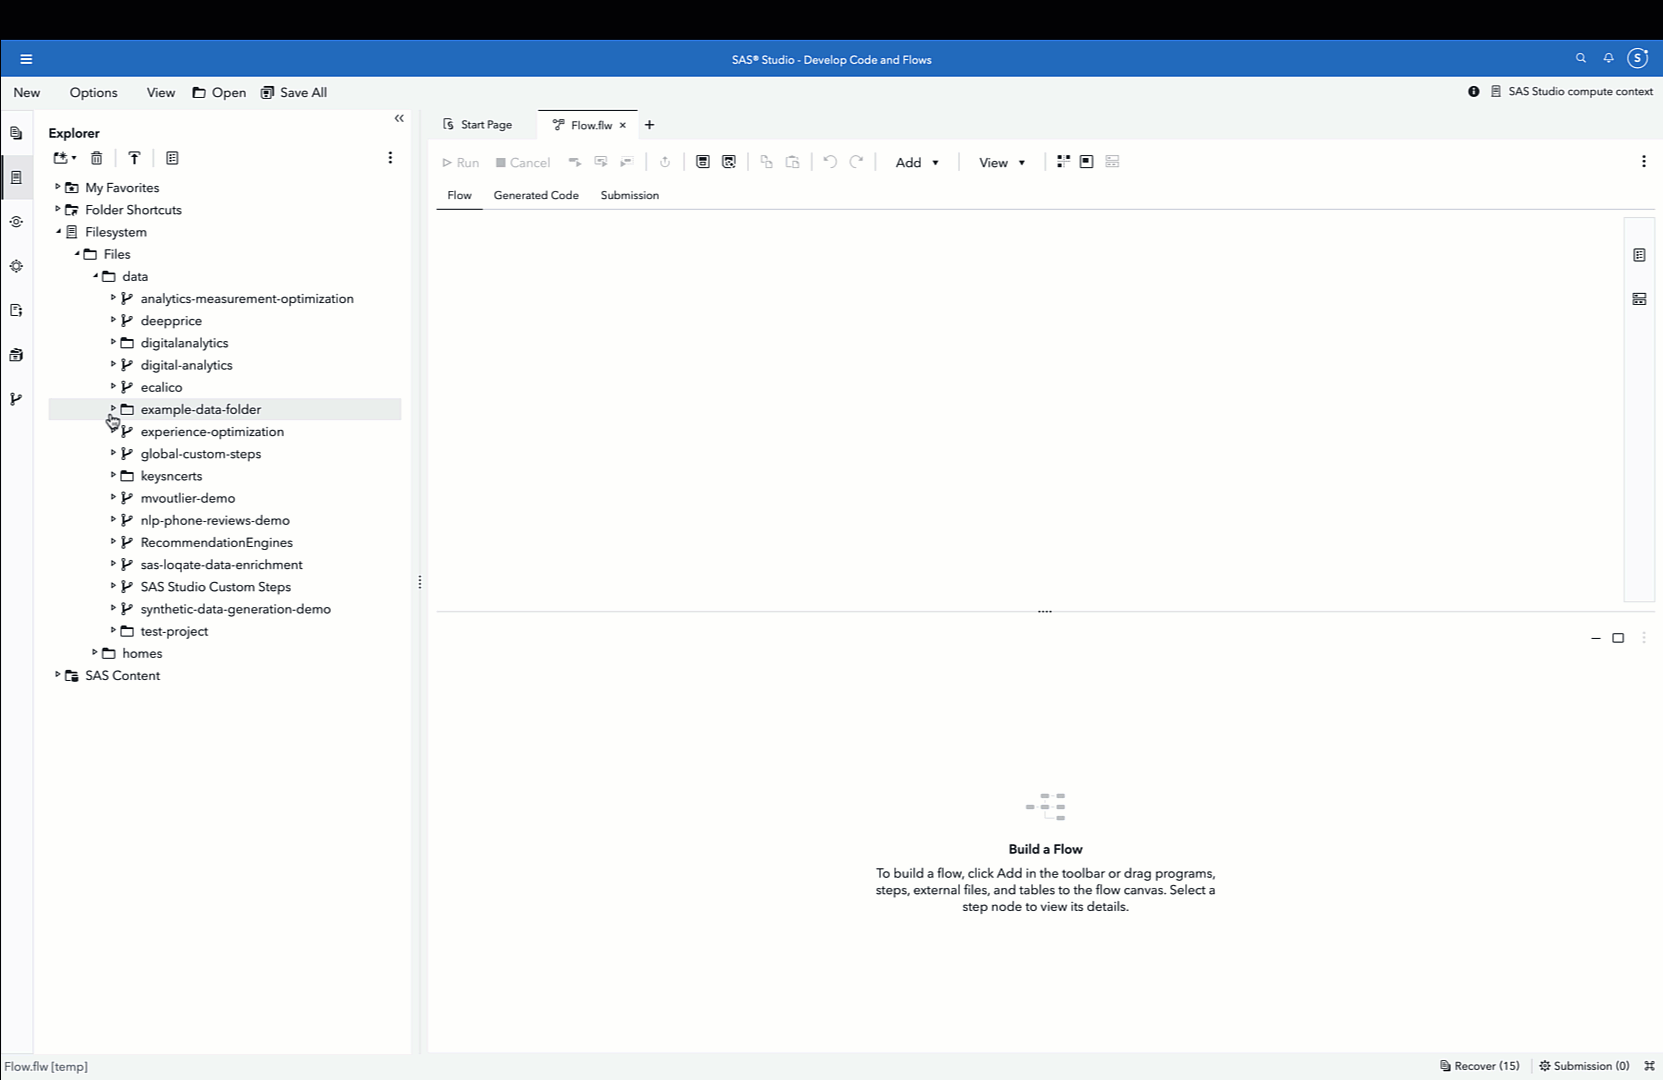 SAS® Studio - Develop Code and Flows
S
New Options View Open Save All
SAS Studio compute context
Explorer
Start Page Flow.flw
Run Cancel Add View
Flow Generated Code Submission
My Favorites
Folder Shortcuts
Filesystem
Files
data
analytics-measurement-optimization
deepprice
digitalanalytics
digital-analytics
ecalico
example-data-folder
experience-optimization
global-custom-steps
keysncerts
mvoutlier-demo
nlp-phone-reviews-demo
RecommendationEngines
sas-loqate-data-enrichment
SAS Studio Custom Steps
synthetic-data-generation-demo
test-project
homes
SAS Content
Build a Flow
To build a flow, click Add in the toolbar or drag programs,
steps, external files, and tables to the flow canvas. Select a
step node to view its details.
Flow.flw [temp]
Recover (15) Submission (0)